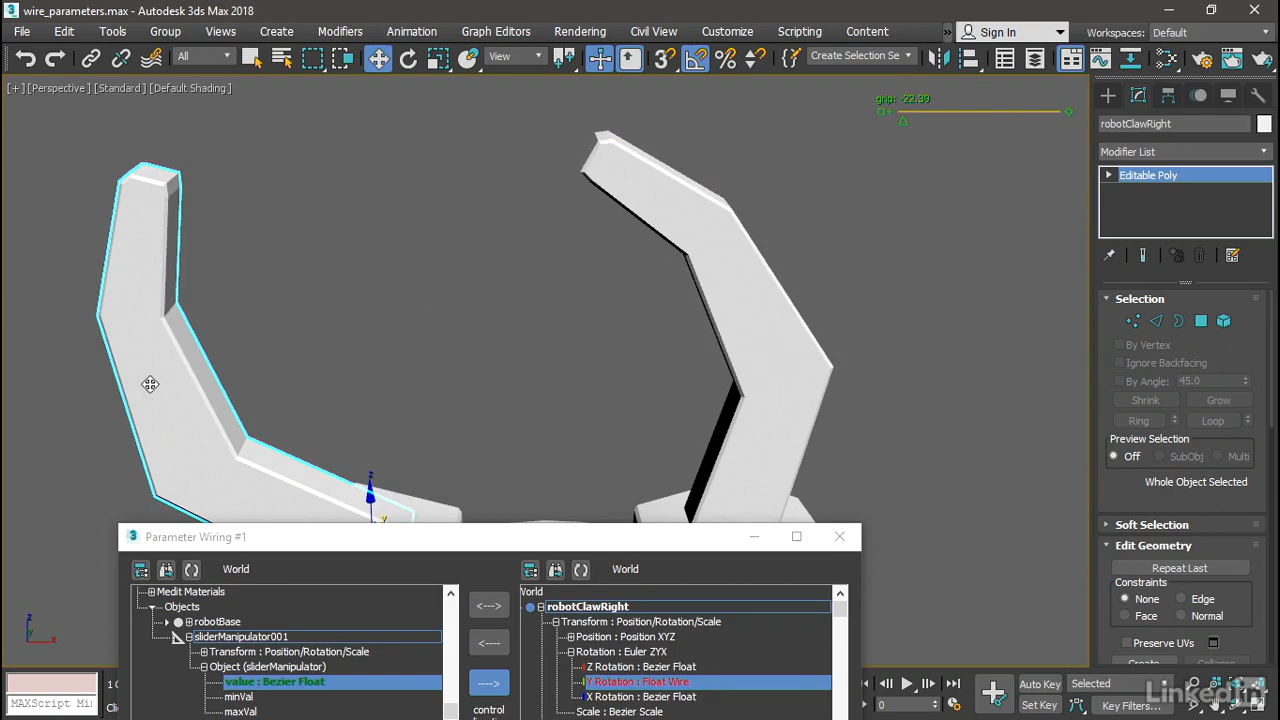 wire_parameters.max - Autodesk 3ds Max 2018
File Edit Tools Group Views Create Modifiers Animation Graph Editors Rendering Civil View Customize Scripting Content » Sign In Workspaces: Default
All View Create Selection Se
[+] [Perspective] [Standard] [Default Shading]
grip: -22.39
robotClawRight
Modifier List
Editable Poly
Selection
By Vertex
Ignore Backfacing
By Angle: 45.0
Shrink Grow
Ring Loop
Preview Selection
Off SubObj Multi
Whole Object Selected
Soft Selection
Edit Geometry
Repeat Last
Constraints
None Edge
Face Normal
Preserve UVs
Create Collapse
z
y
x
z
Parameter Wiring #1
World World
Medit Materials
Objects
robotBase
sliderManipulator001
Transform : Position/Rotation/Scale
Object (sliderManipulator)
value : Bezier Float
minVal
maxVal
<--->
<----
---->
control
World
robotClawRight
Transform : Position/Rotation/Scale
Position : Position XYZ
Rotation : Euler ZYX
Z Rotation : Bezier Float
Y Rotation : Float Wire
X Rotation : Bezier Float
Scale : Bezier Scale
MAXScript Mi
0
Auto Key Selected
Set Key Key Filters...
LinkedIn